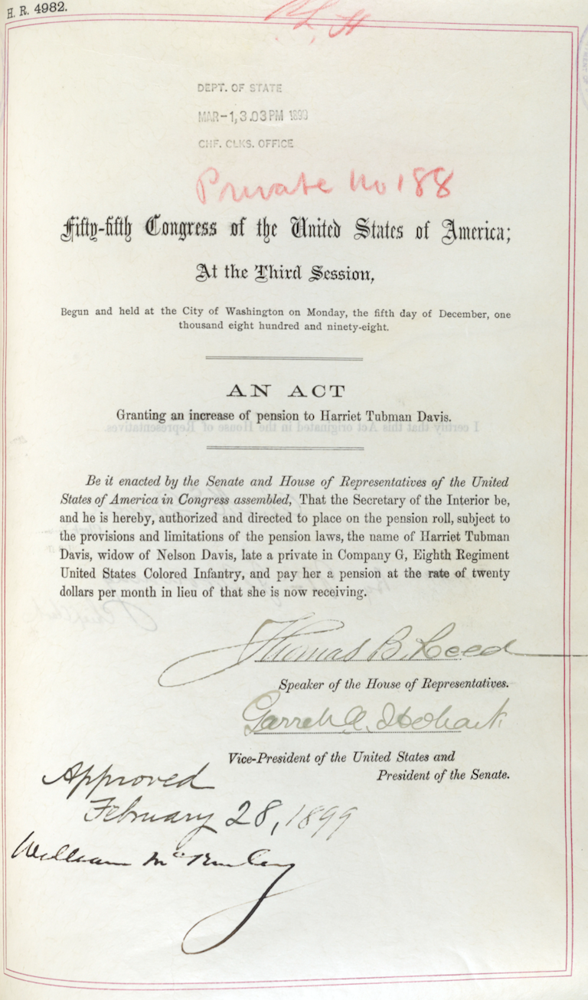 H. R. 4982.
DEPT. OF STATE
MAR-1, 3.03 PM 1899
CHF. CLKS. OFFICE
Private No 188
Fifty-fifth Congress of the United States of America;
At the Third Session,
Begun and held at the City of Washington on Monday, the fifth day of December, one
thousand eight hundred and ninety-eight.
AN ACT
Granting an increase of pension to Harriet Tubman Davis.
Be it enacted by the Senate and House of Representatives of the United
States of America in Congress assembled, That the Secretary of the Interior be,
and he is hereby, authorized and directed to place on the pension roll, subject to
the provisions and limitations of the pension laws, the name of Harriet Tubman
Davis, widow of Nelson Davis, late a private in Company G, Eighth Regiment
United States Colored Infantry, and pay her a pension at the rate of twenty
dollars per month in lieu of that she is now receiving.
Thomas B. Reed
Speaker of the House of Representatives.
Garret A. Hobart
Vice-President of the United States and
President of the Senate.
Approved
February 28, 1899
William McKinley